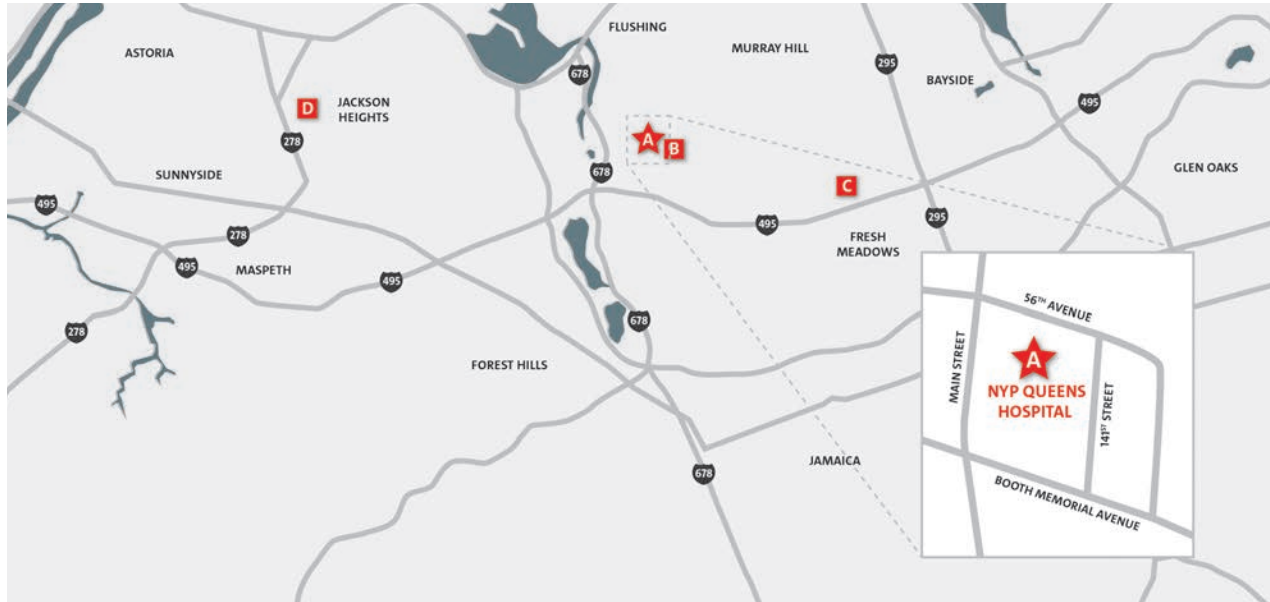 FLUSHING
ASTORIA
MURRAY HILL
678
295
BAYSIDE
495
D
JACKSON
HEIGHTS
278
A
B
678
GLEN OAKS
SUNNYSIDE
C
495
495
295
278
FRESH
MEADOWS
495
MASPETH
495
278
678
FOREST HILLS
JAMAICA
678
56TH AVENUE
MAIN STREET
A
NYP QUEENS
HOSPITAL
141ST STREET
BOOTH MEMORIAL AVENUE